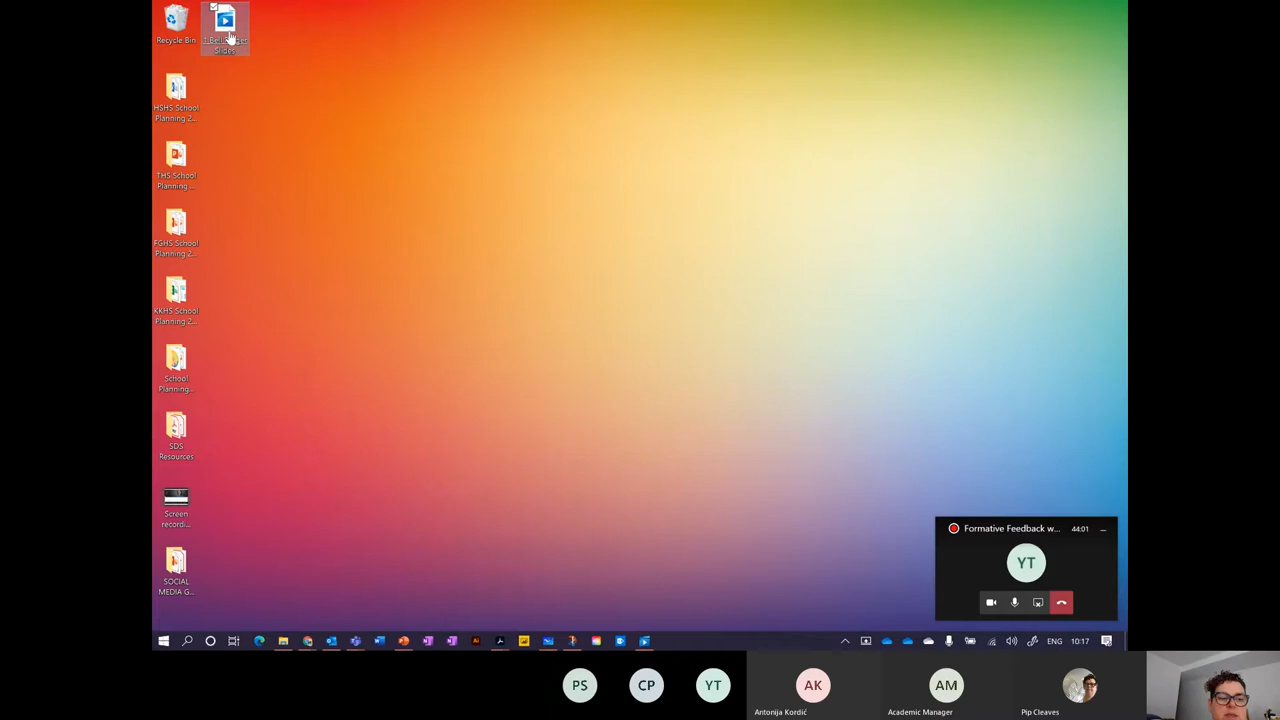 Recycle Bin
Slides
HSHS School
Planning 2...
THS School
Planning ...
FGHS School
Planning 2...
KKHS School
Planning 2...
School
Planning...
SDS
Resources
Screen
recordi...
SOCIAL
MEDIA G...
Formative Feedback w... 44:01
YT
ENG 10:17
PS CP YT AK AM
Antonija Kordić Academic Manager Pip Cleaves